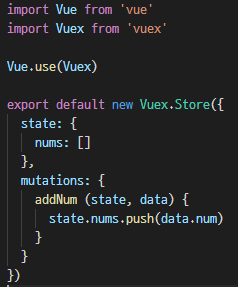 import Vue from 'vue'
import Vuex from 'vuex'

Vue.use(Vuex)

export default new Vuex.Store({
  state: {
    nums: []
  },
  mutations: {
    addNum (state, data) {
      state.nums.push(data.num)
    }
  }
})